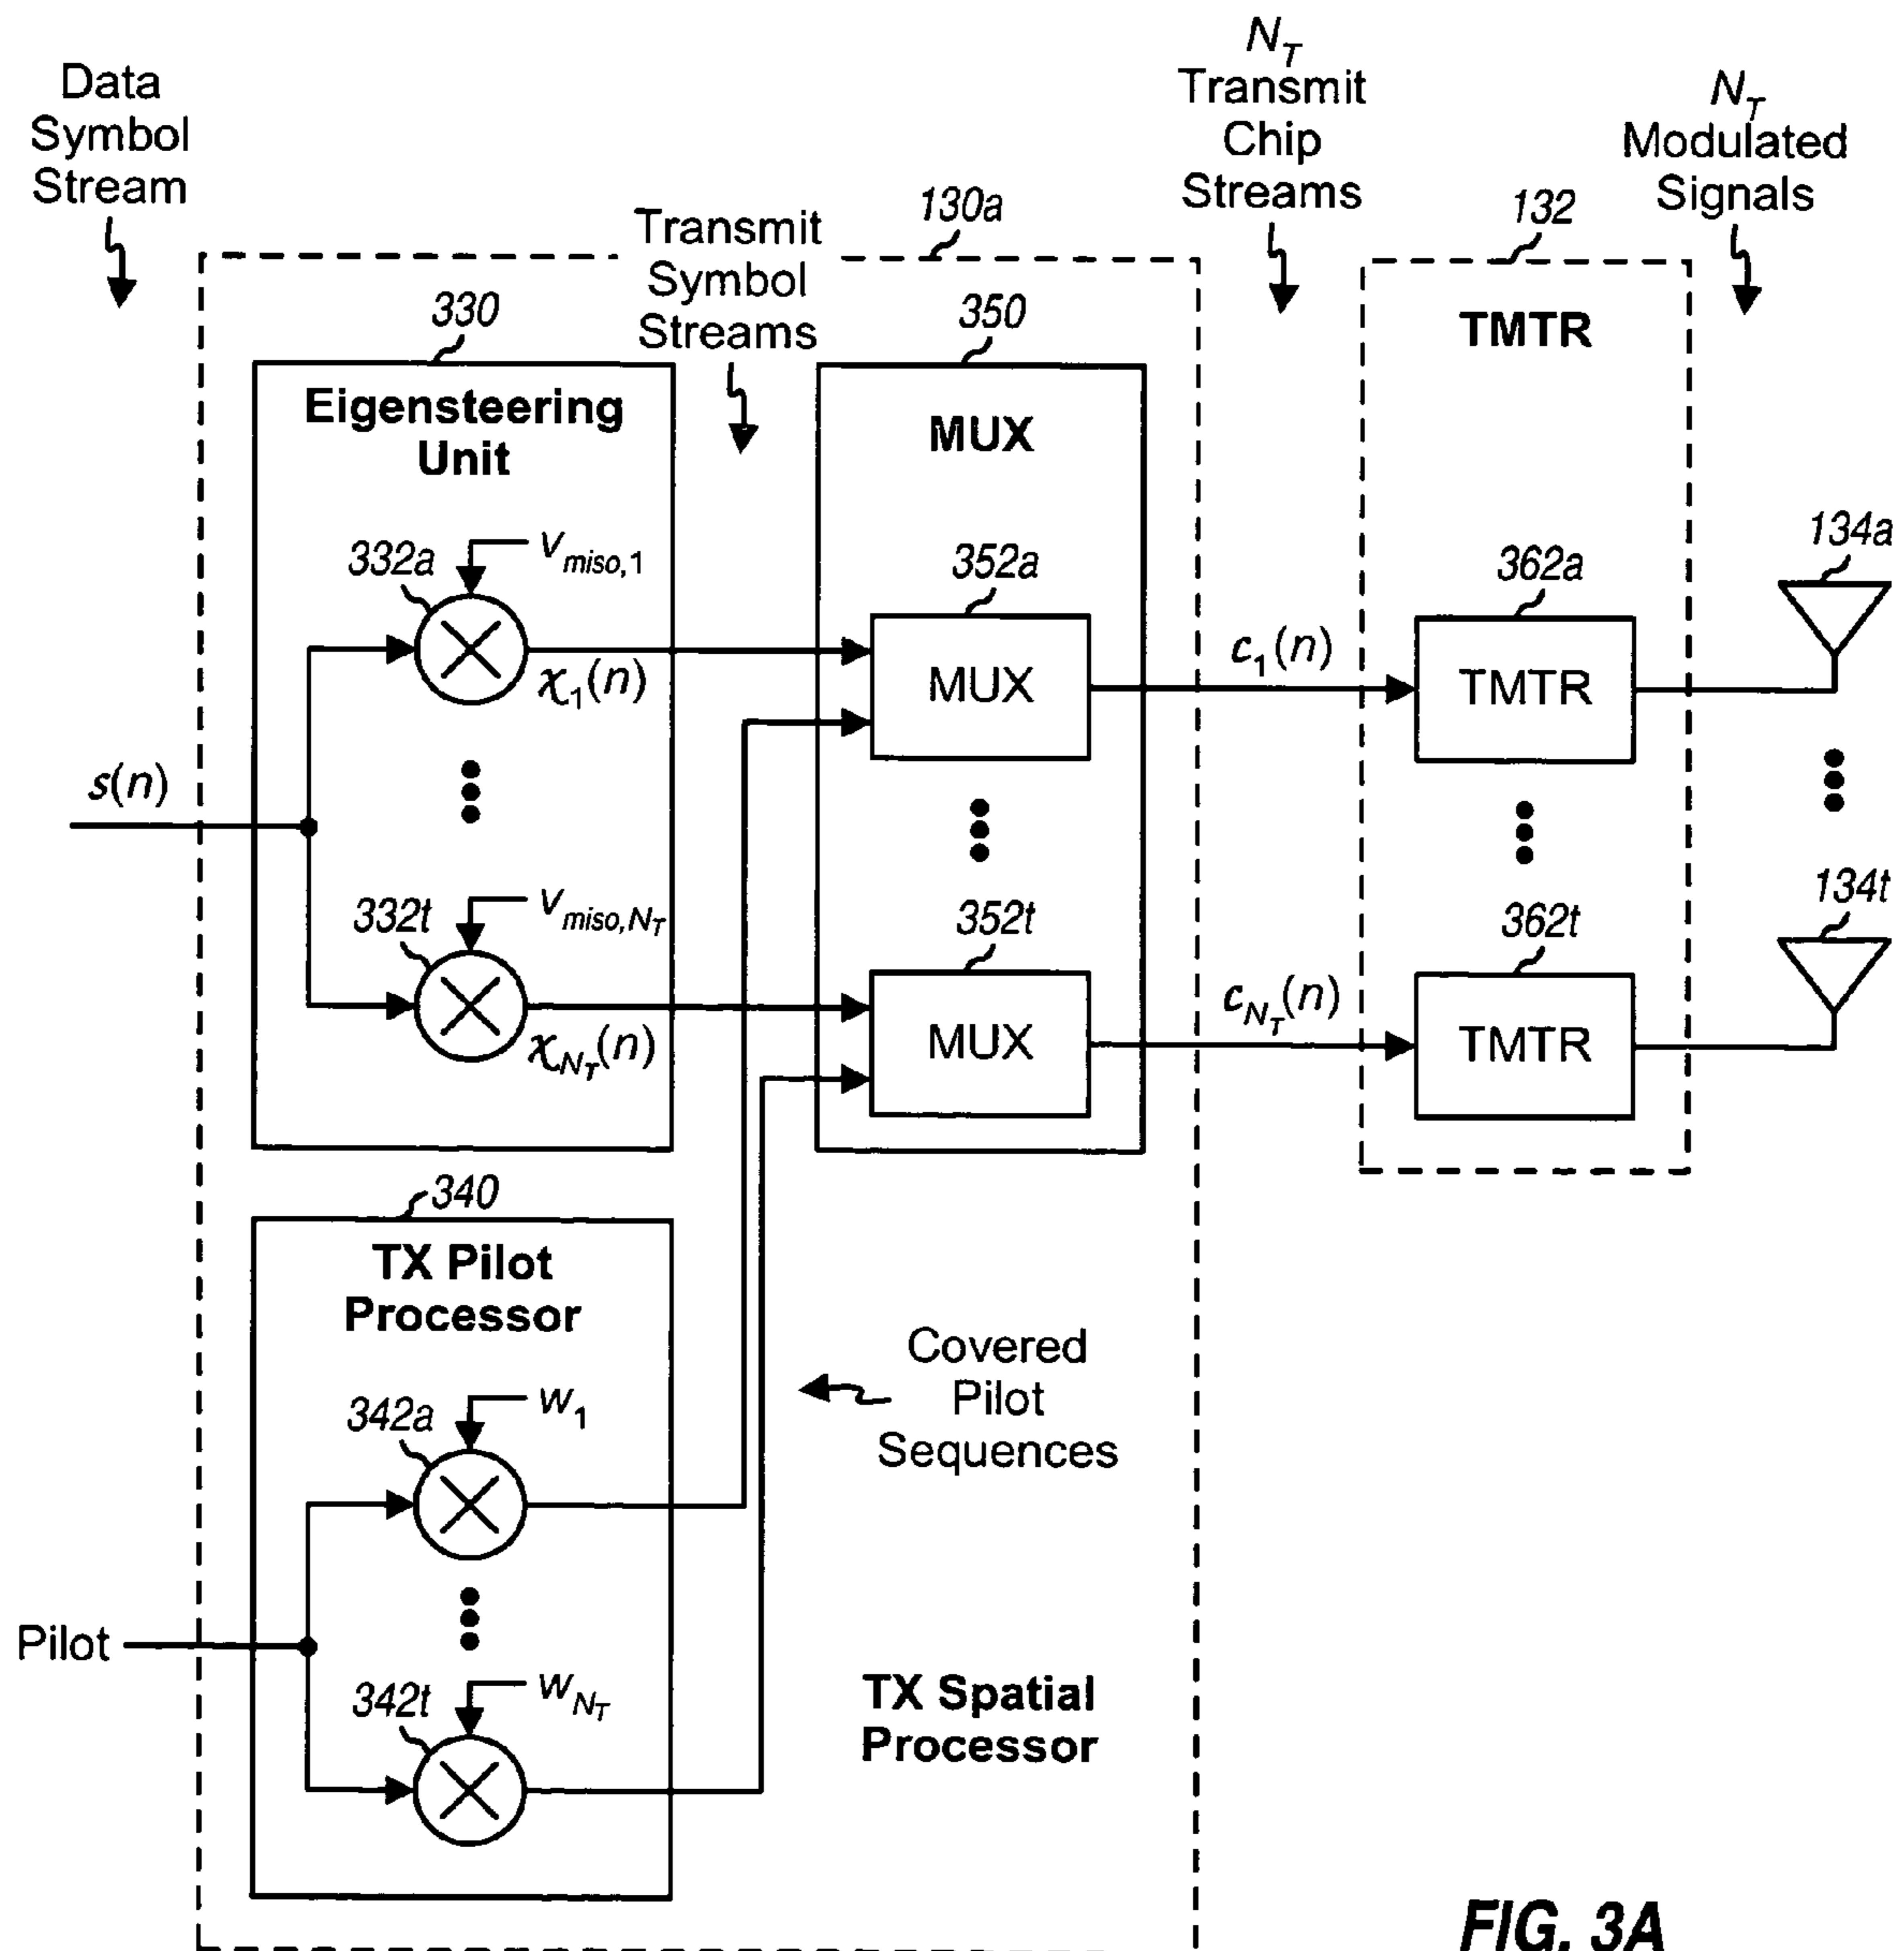 Data
Symbol
Stream
Transmit
Symbol
Streams
130a
N_T
Transmit
Chip
Streams
132
N_T
Modulated
Signals
330
Eigensteering
Unit
350
MUX
TMTR
332a
v_miso,1
χ_1(n)
352a
MUX
c_1(n)
362a
TMTR
134a
s(n)
332t
v_miso,N_T
χ_N_T(n)
352t
MUX
c_N_T(n)
362t
TMTR
134t
340
TX Pilot
Processor
Covered
Pilot
Sequences
342a
w_1
Pilot
342t
w_N_T
TX Spatial
Processor
FIG. 3A